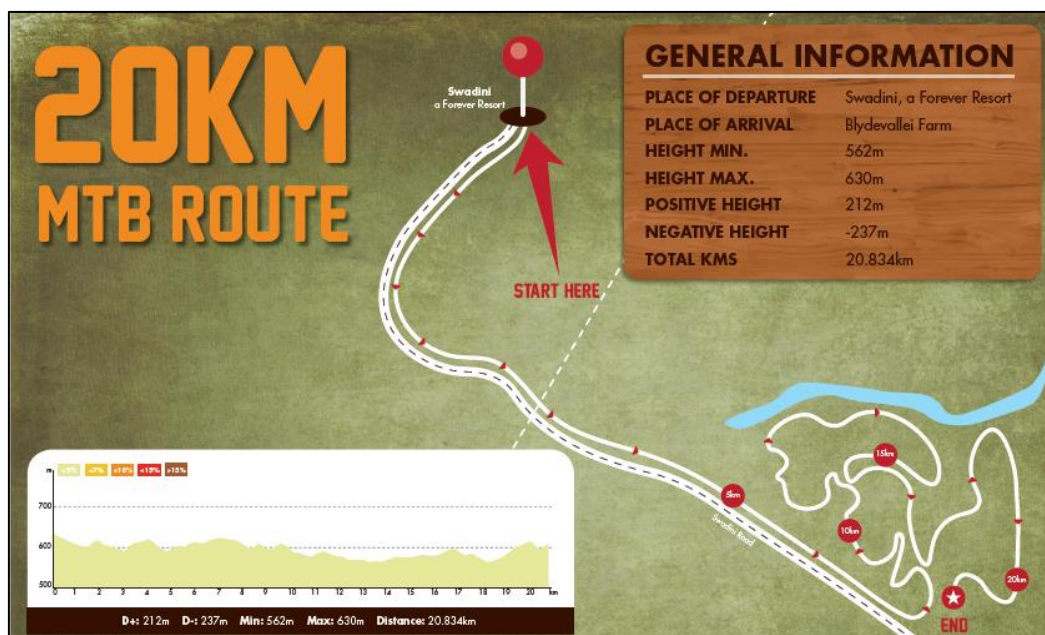 20KM
MTB ROUTE
Swadini
a Forever Resort
START HERE
GENERAL INFORMATION
PLACE OF DEPARTURE Swadini, a Forever Resort
PLACE OF ARRIVAL Blydevallei Farm
HEIGHT MIN. 562m
HEIGHT MAX. 630m
POSITIVE HEIGHT 212m
NEGATIVE HEIGHT -237m
TOTAL KMS 20.834km
15km
5km
10km
Swadini Road
20km
END
m
<10% <15% >15%
700
600
500
0 1 2 3 4 5 6 7 8 9 10 11 12 13 14 15 16 17 18 19 20 km
D+: 212m D-: 237m Min: 562m Max: 630m Distance: 20.834km